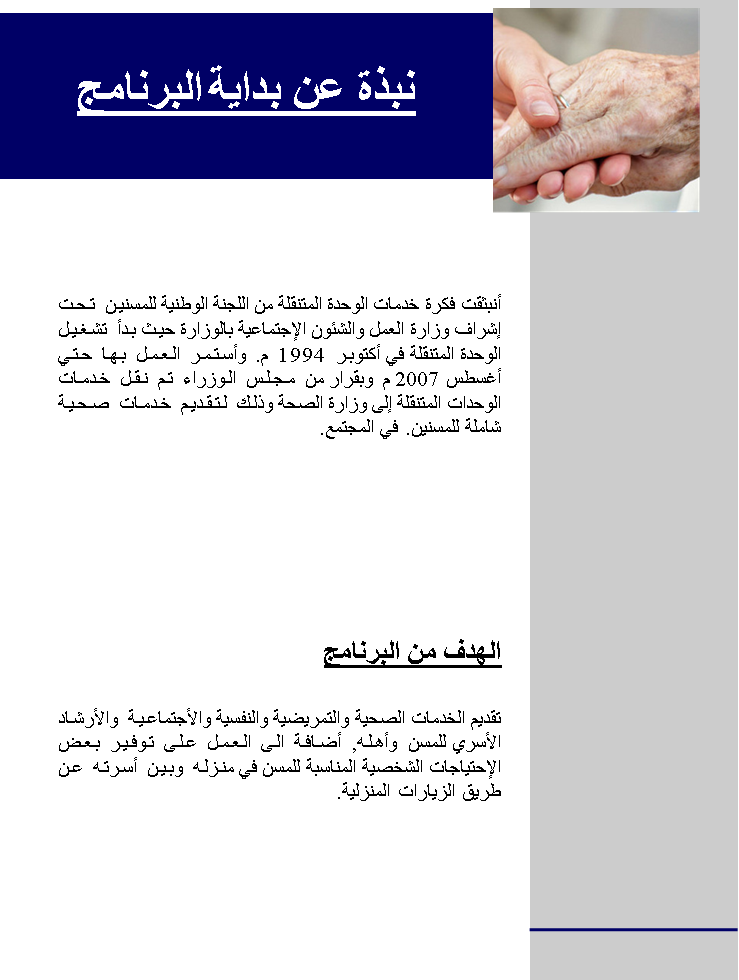 نبذة عن بداية البرنامج
أنبثقت فكرة خدمات الوحدة المتنقلة من اللجنة الوطنية للمسنين تحت
إشراف وزارة العمل والشئون الإجتماعية بالوزارة حيث بدأ تشغيل
الوحدة المتنقلة في أكتوبر 1994 م. وأستمر العمل بها حتي
أغسطس 2007 م وبقرار من مجلس الوزراء تم نقل خدمات
الوحدات المتنقلة إلى وزارة الصحة وذلك لتقديم خدمات صحية
شاملة للمسنين. في المجتمع.
الهدف من البرنامج
تقديم الخدمات الصحية والتمريضية والنفسية والأجتماعية والأرشاد
الأسري للمسن وأهله, أضافة الى العمل على توفير بعض
الإحتياجات الشخصية المناسبة للمسن في منزله وبين أسرته عن
طريق الزيارات المنزلية.